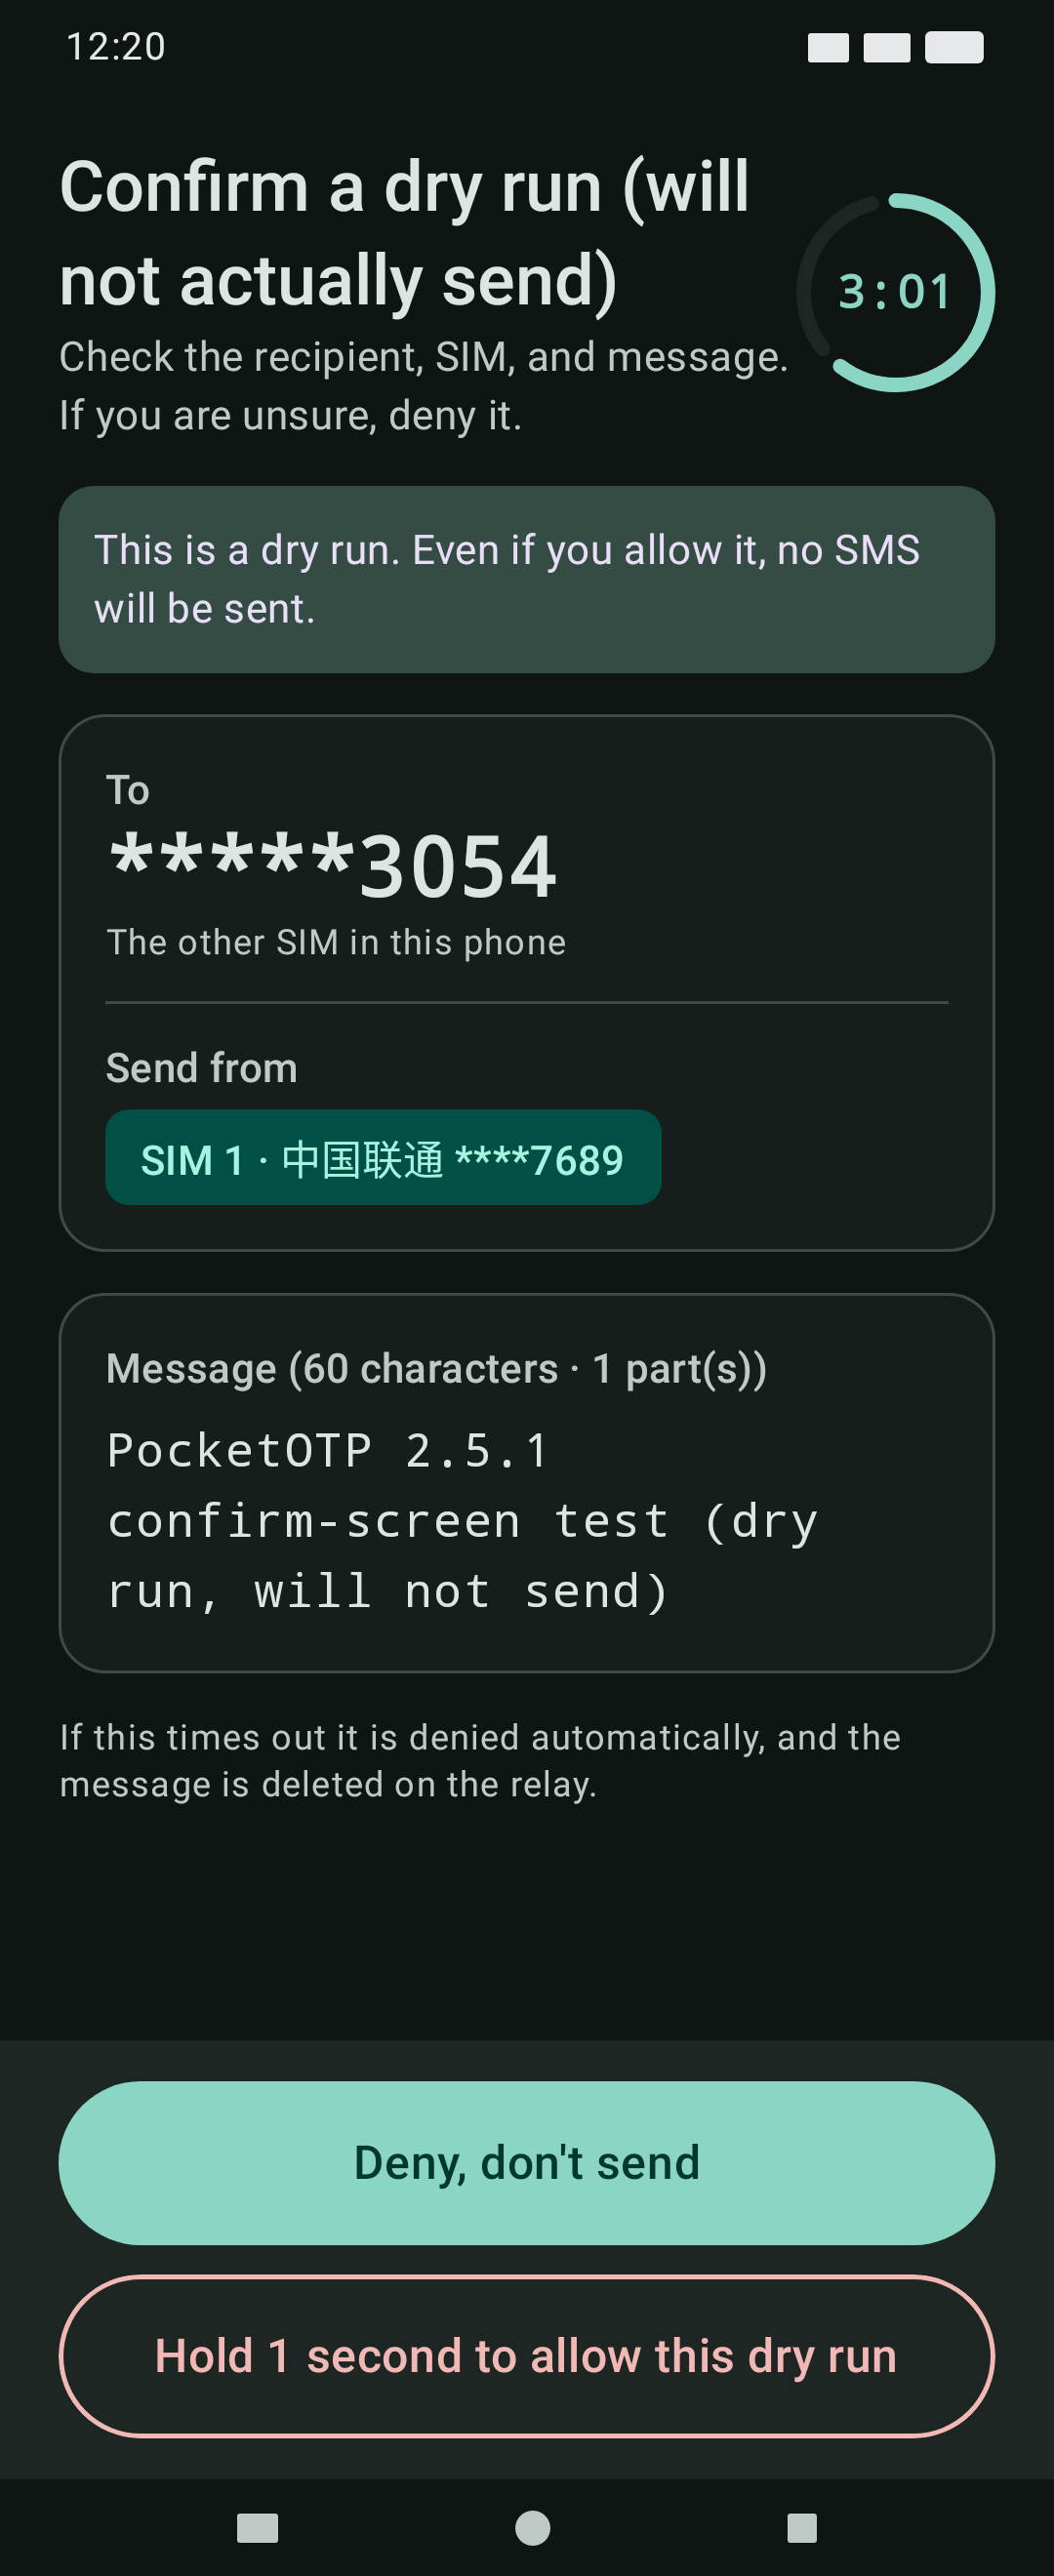 12:20
Confirm a dry run (will
not actually send)
3:01
Check the recipient, SIM, and message.
If you are unsure, deny it.
This is a dry run. Even if you allow it, no SMS
will be sent.
To
*****3054
The other SIM in this phone
Send from
SIM 1 · 中国联通 ****7689
Message (60 characters · 1 part(s))
PocketOTP 2.5.1
confirm-screen test (dry
run, will not send)
If this times out it is denied automatically, and the
message is deleted on the relay.
Deny, don't send
Hold 1 second to allow this dry run